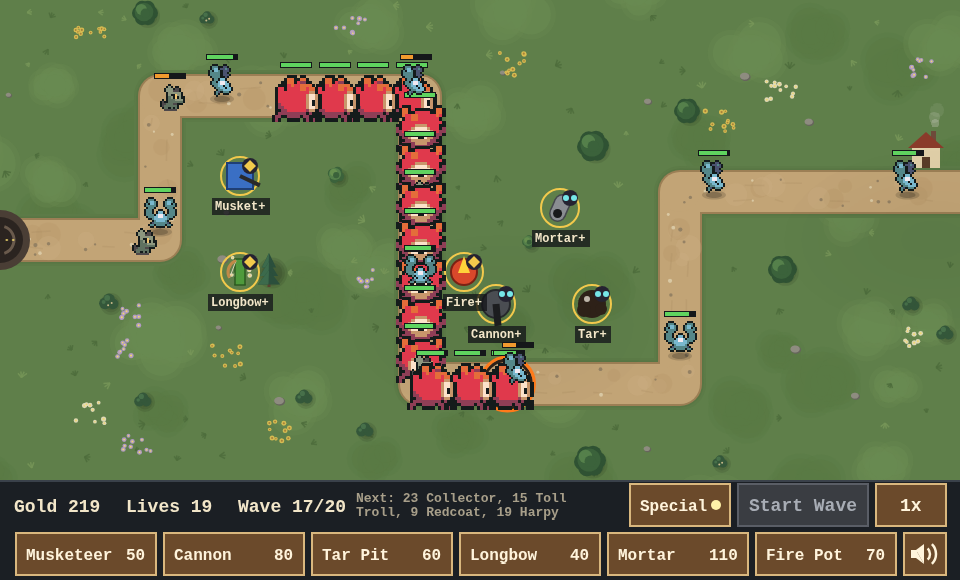 Musket+
Mortar+
Longbow+
Fire+
Cannon+
Tar+
Gold 219 Lives 19 Wave 17/20
Next: 23 Collector, 15 Toll
Troll, 9 Redcoat, 19 Harpy
Special
Start Wave
1x
Musketeer 50
Cannon 80
Tar Pit 60
Longbow 40
Mortar 110
Fire Pot 70